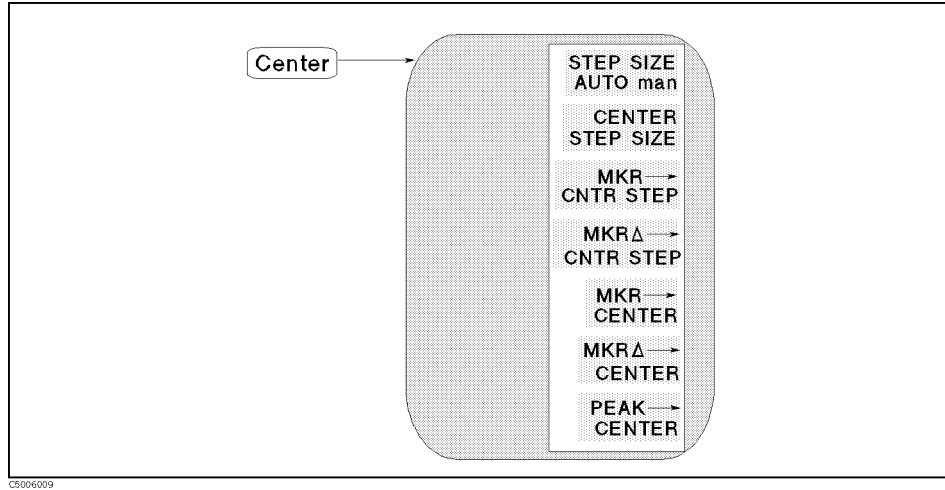 Center
STEP SIZE
AUTO man
CENTER
STEP SIZE
MKR→
CNTR STEP
MKRΔ→
CNTR STEP
MKR→
CENTER
MKRΔ→
CENTER
PEAK→
CENTER
C5006009